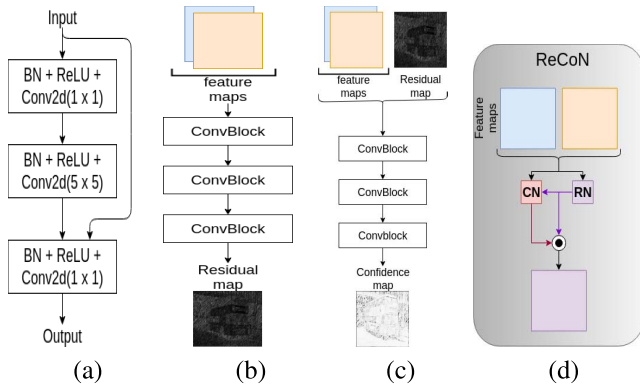 Input
BN + ReLU +
Conv2d(1 x 1)
BN + ReLU +
Conv2d(5 x 5)
BN + ReLU +
Conv2d(1 x 1)
Output
(a)
feature
maps
ConvBlock
ConvBlock
ConvBlock
Residual
map
(b)
feature
maps
Residual
map
ConvBlock
ConvBlock
Convblock
Confidence
map
(c)
ReCoN
Feature
maps
CN
RN
(d)